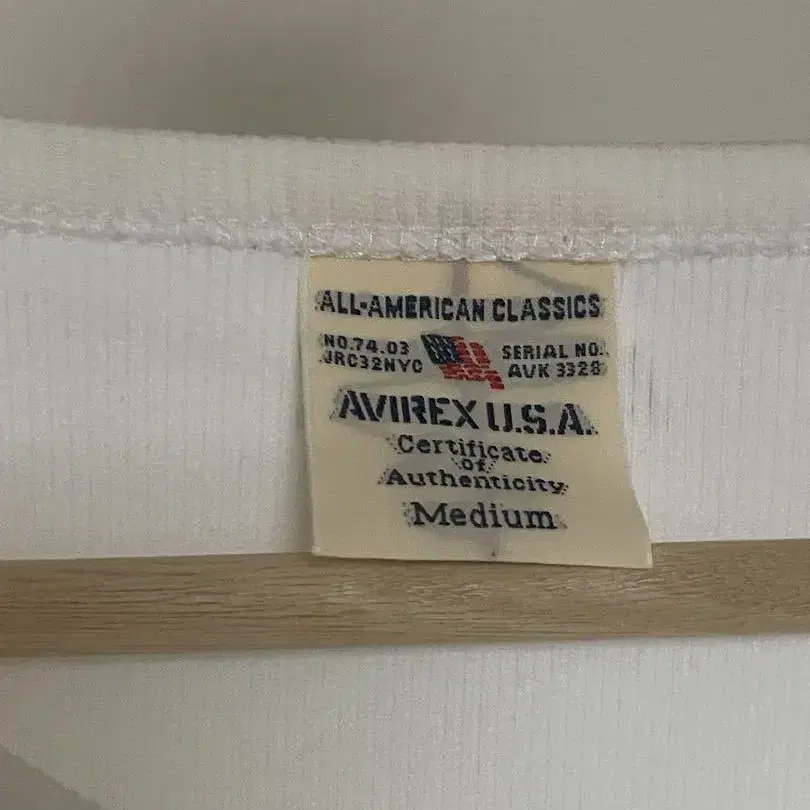 ALL-AMERICAN CLASSICS
NO.74.03 SERIAL NO.
JRC32NYC AVK 3328
AVIREX U.S.A.
Certificate
of
Authenticity
Medium